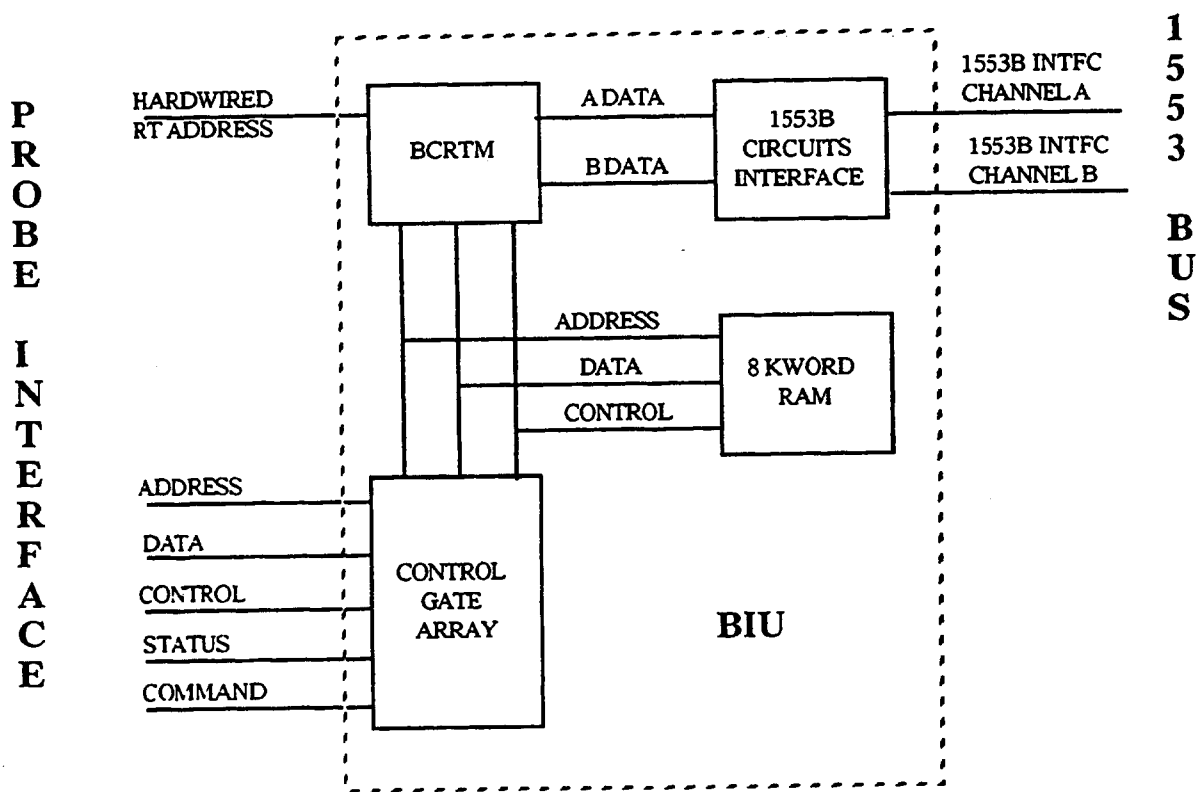 PROBE INTERFACE
HARDWIRED
RT ADDRESS
BCRTM
A DATA
B DATA
1553B
CIRCUITS
INTERFACE
1553B INTFC
CHANNEL A
1553B INTFC
CHANNEL B
1553 BUS
ADDRESS
DATA
CONTROL
8 KWORD
RAM
ADDRESS
DATA
CONTROL
STATUS
COMMAND
CONTROL
GATE
ARRAY
BIU